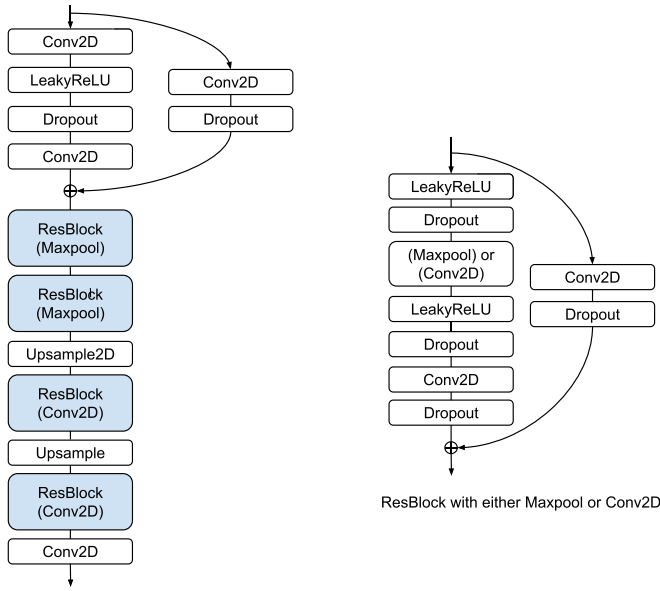 Conv2D
LeakyReLU
Dropout
Conv2D
Conv2D
Dropout
ResBlock
(Maxpool)
ResBlock
(Maxpool)
Upsample2D
ResBlock
(Conv2D)
Upsample
ResBlock
(Conv2D)
Conv2D
LeakyReLU
Dropout
(Maxpool) or
(Conv2D)
LeakyReLU
Dropout
Conv2D
Dropout
Conv2D
Dropout
ResBlock with either Maxpool or Conv2D